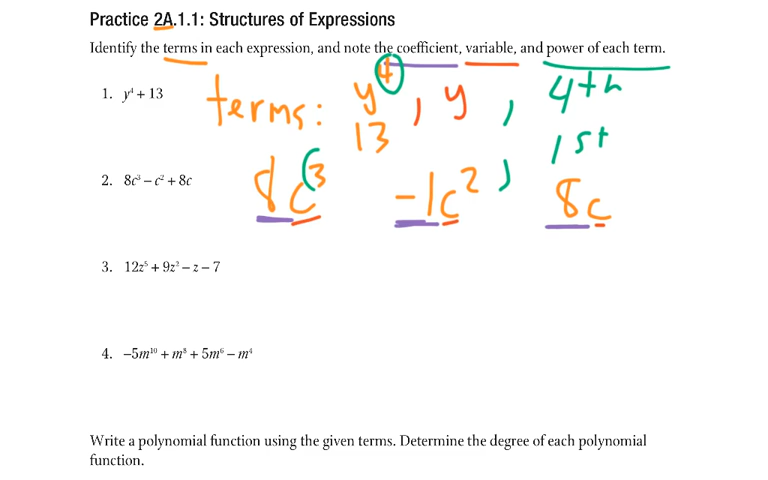 Practice 2A.1.1: Structures of Expressions
Identify the terms in each expression, and note the coefficient, variable, and power of each term.
1. y⁴ + 13
terms: y⁴, y, 4th
13 1st
2. 8c³ – c² + 8c
8c³ -1c², 8c
3. 12z⁵ + 9z² – z – 7
4. –5m¹⁰ + m⁸ + 5m⁶ – m⁴
Write a polynomial function using the given terms. Determine the degree of each polynomial
function.